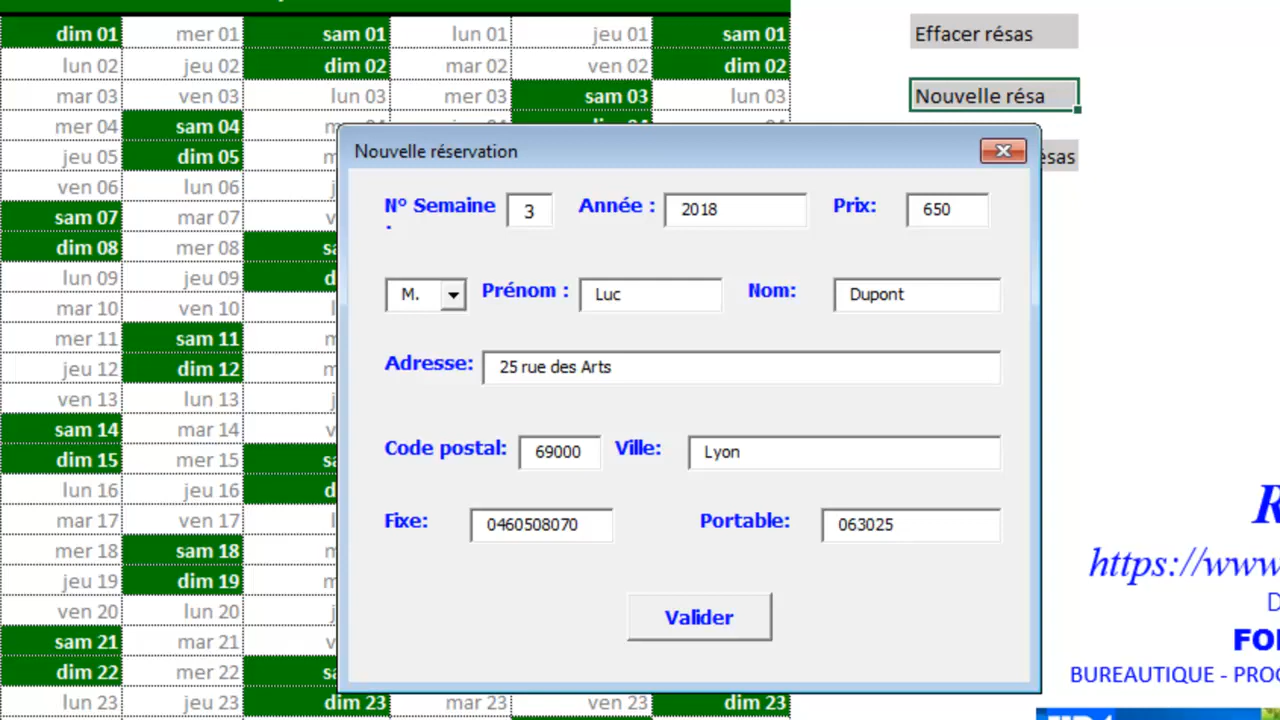 dim 01 mer 01 sam 01 lun 01 jeu 01 sam 01 Effacer résas
lun 02 jeu 02 dim 02 mar 02 ven 02 dim 02
mar 03 ven 03 lun 03 mer 03 sam 03 lun 03 Nouvelle résa
mer 04 sam 04
jeu 05 dim 05
ven 06 lun 06
sam 07 mar 07
dim 08 mer 08
lun 09 jeu 09
mar 10 ven 10
mer 11 sam 11
jeu 12 dim 12
ven 13 lun 13
sam 14 mar 14
dim 15 mer 15
lun 16 jeu 16
mar 17 ven 17
mer 18 sam 18
jeu 19 dim 19
ven 20 lun 20
sam 21 mar 21
dim 22 mer 22
lun 23 jeu 23 dim 23 mar 23 ven 23 dim 23
Nouvelle réservation
N° Semaine : 3 Année : 2018 Prix: 650
M. Prénom : Luc Nom: Dupont
Adresse: 25 rue des Arts
Code postal: 69000 Ville: Lyon
Fixe: 0460508070 Portable: 063025
Valider
https://www
BUREAUTIQUE - PROG